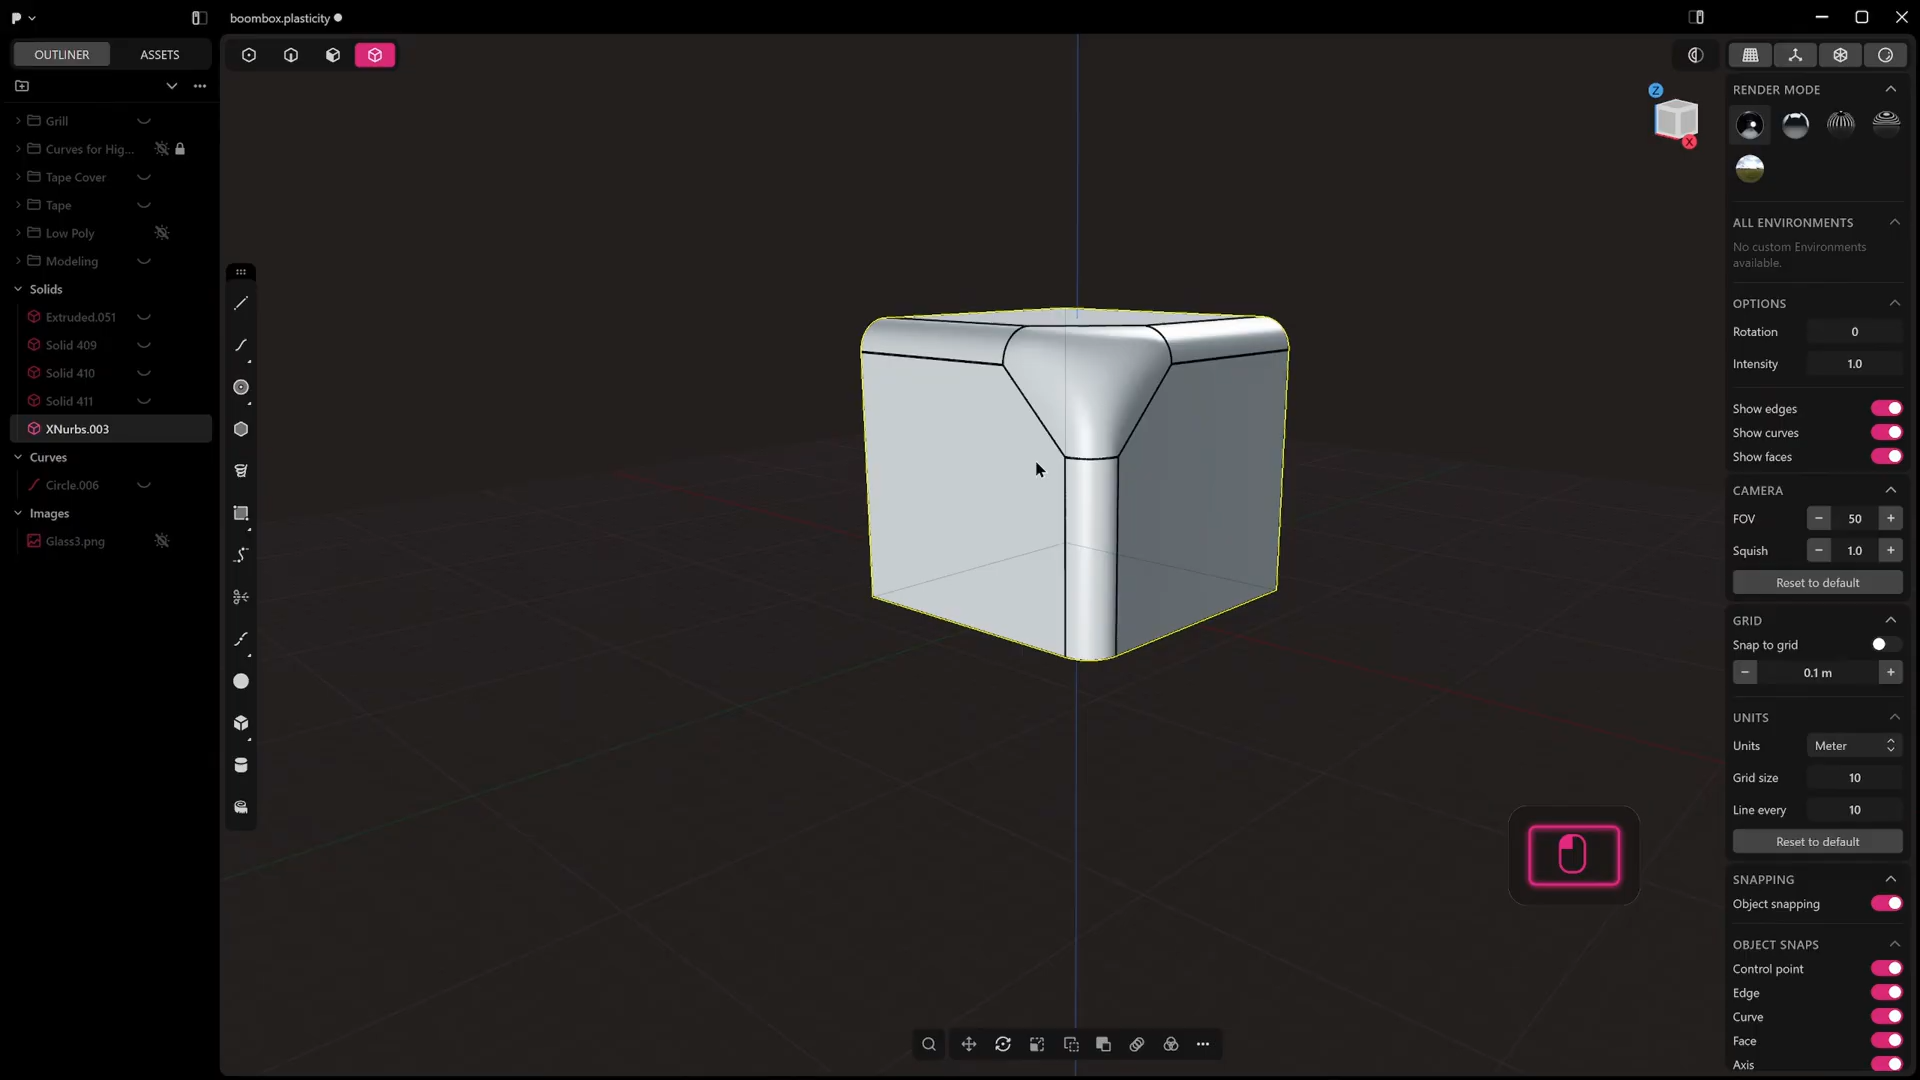 boombox.plasticity
OUTLINER
ASSETS
Grill
Curves for Hig...
Tape Cover
Tape
Low Poly
Modeling
Solids
Extruded.051
Solid 409
Solid 410
Solid 411
XNurbs.003
Curves
Circle.006
Images
Glass3.png
Z
X
RENDER MODE
ALL ENVIRONMENTS
No custom Environments
available.
OPTIONS
Rotation 0
Intensity 1.0
Show edges
Show curves
Show faces
CAMERA
FOV − 50 +
Squish − 1.0 +
Reset to default
GRID
Snap to grid
− 0.1 m +
UNITS
Units Meter
Grid size 10
Line every 10
Reset to default
SNAPPING
Object snapping
OBJECT SNAPS
Control point
Edge
Curve
Face
Axis